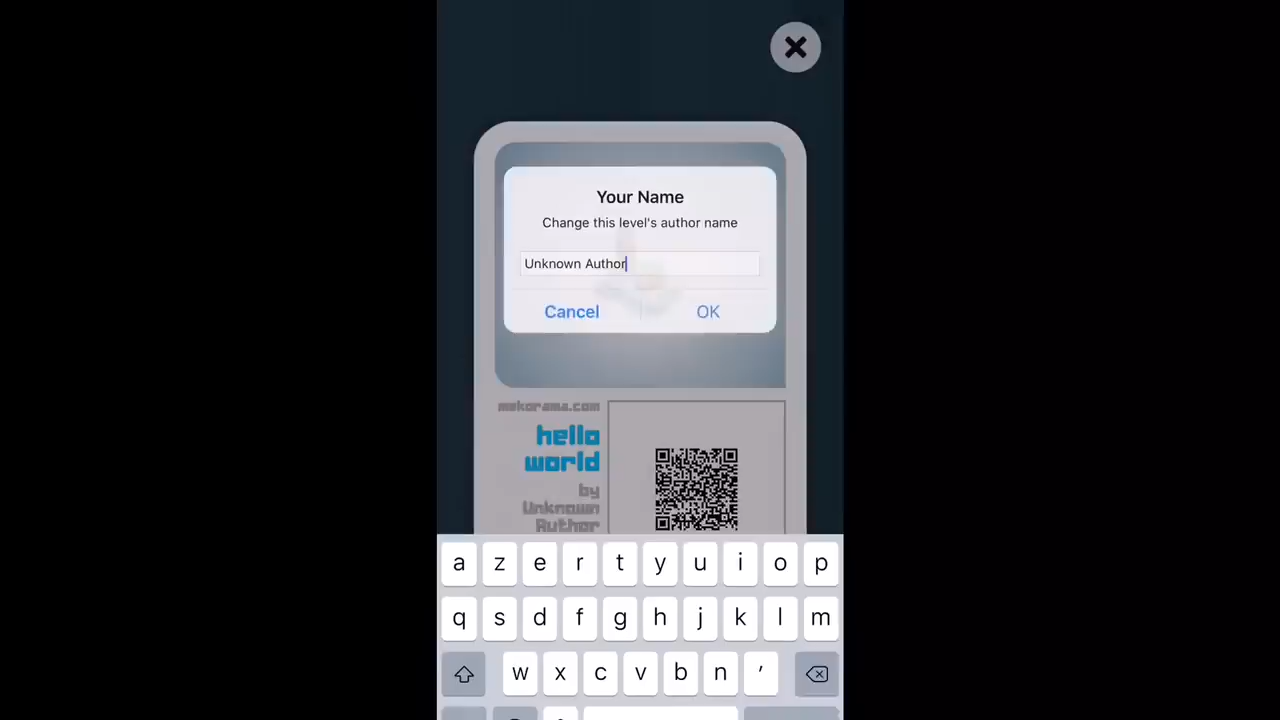 Your Name
Change this level's author name
Unknown Author
Cancel
OK
mekorama.com
hello
world
by
Unknown
Author
a z e r t y u i o p
q s d f g h j k l m
w x c v b n ’